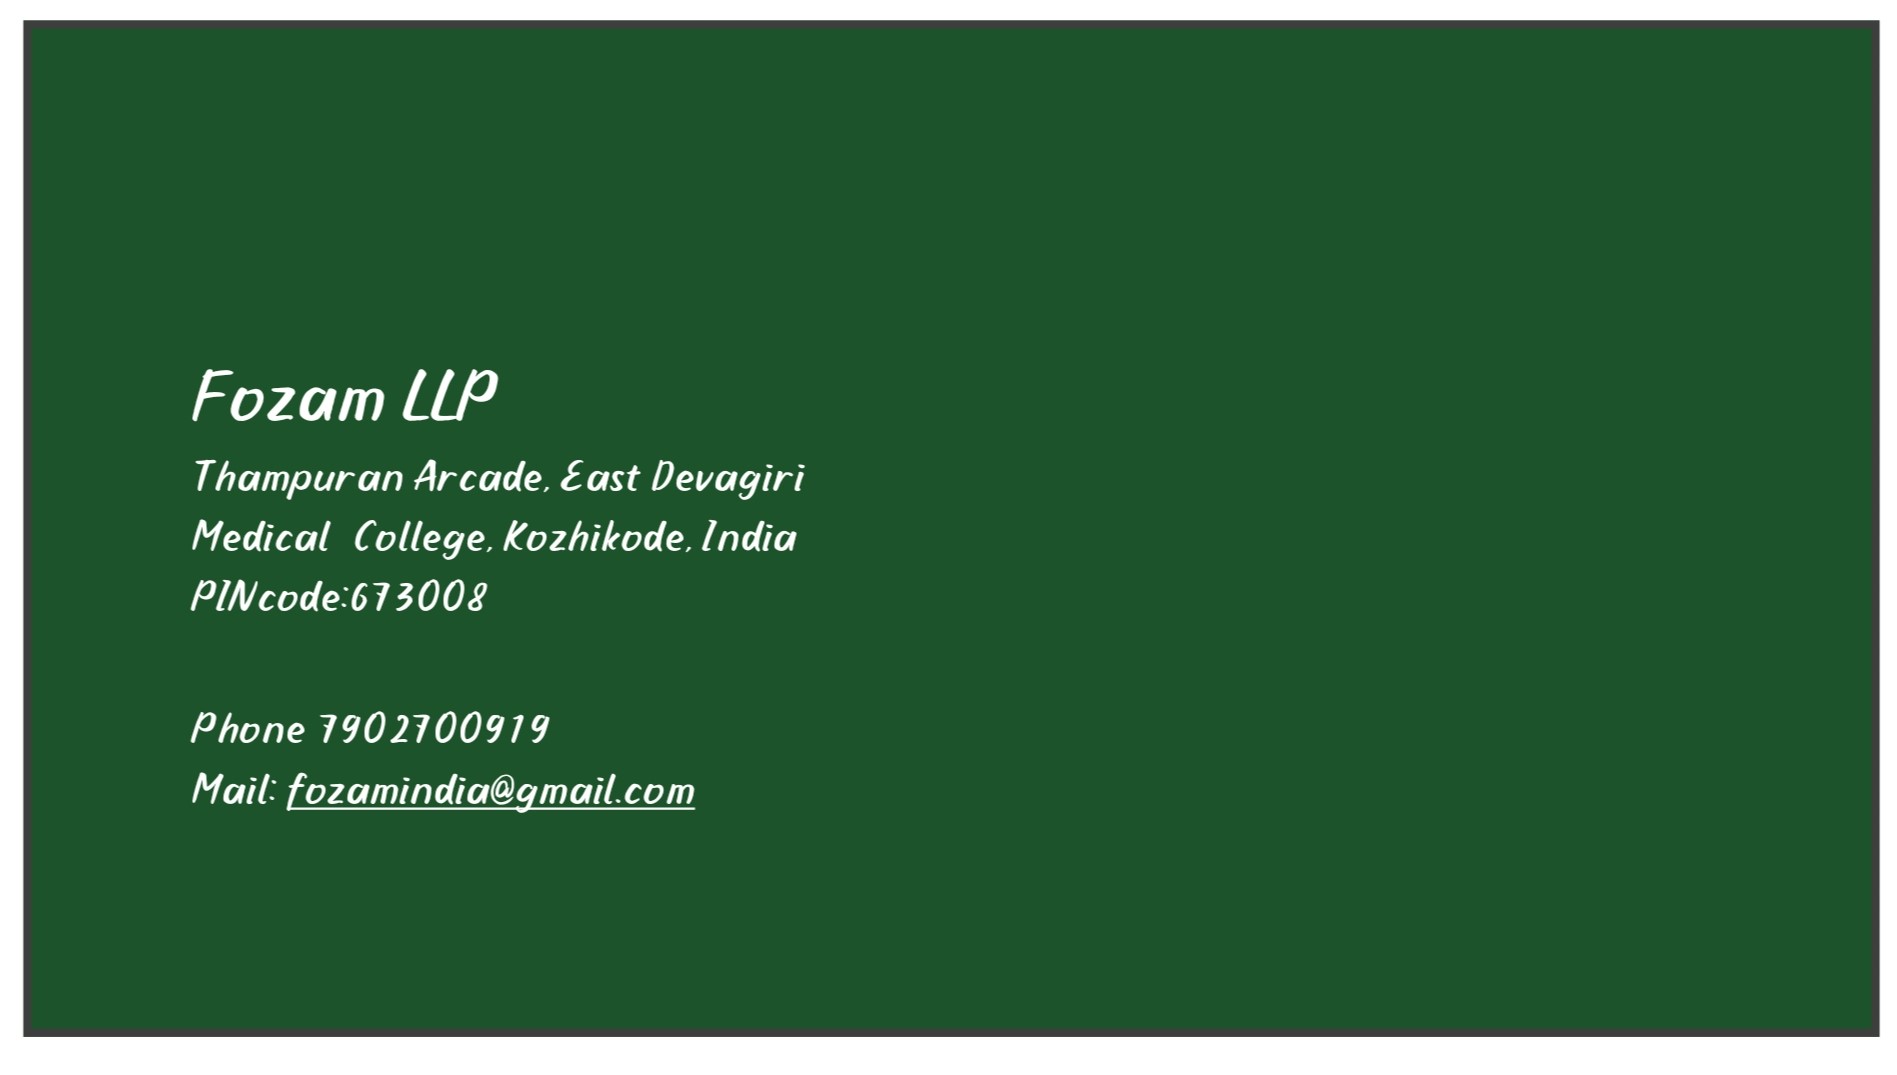 Fozam LLP
Thampuran Arcade, East Devagiri
Medical  College, Kozhikode, India
PINcode:673008
Phone 7902700919
Mail: fozamindia@gmail.com